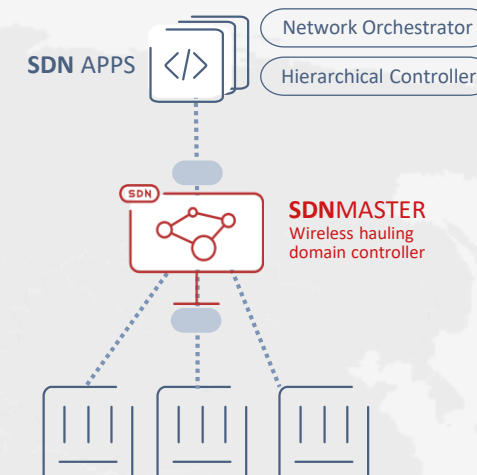 Network Orchestrator
SDN APPS
Hierarchical Controller
SDN
SDNMASTER
Wireless hauling
domain controller